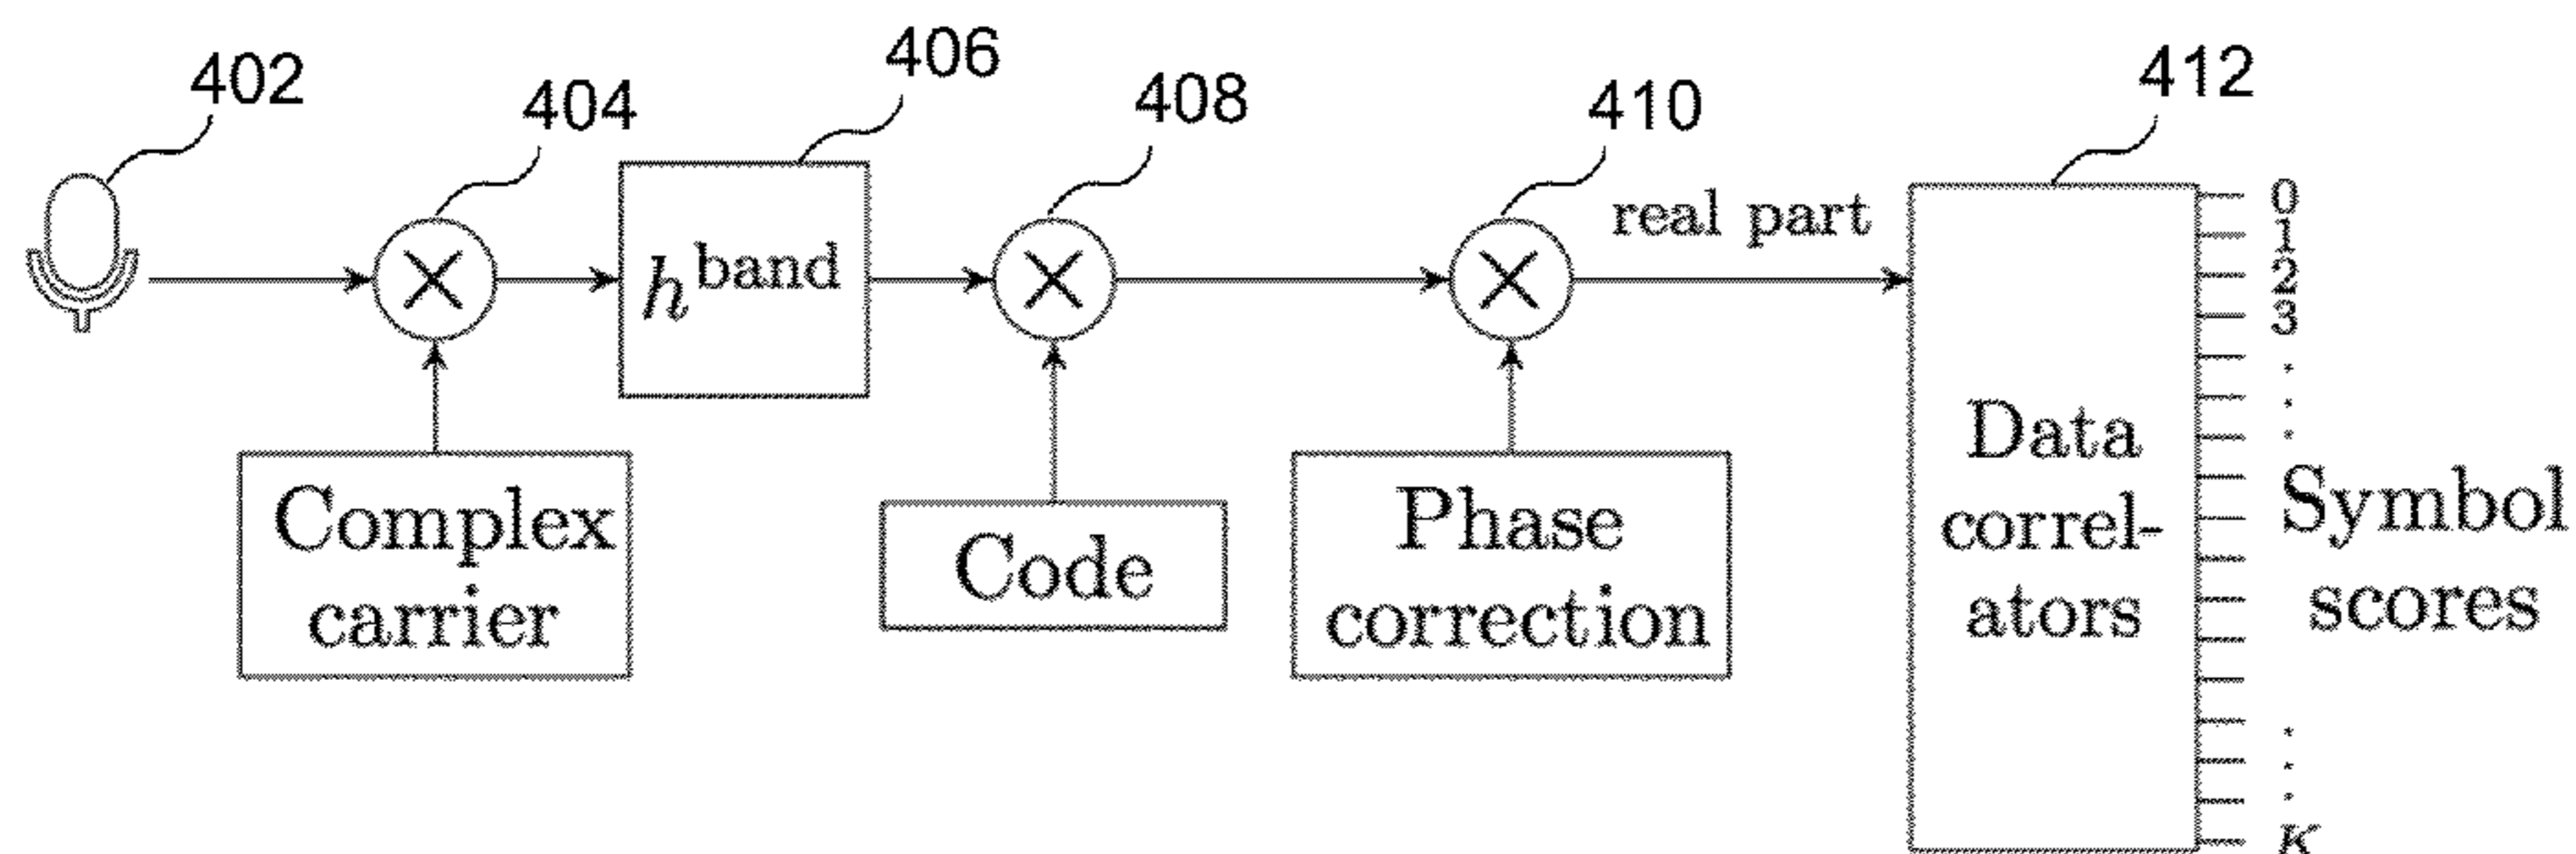 402
404
406
408
410
412
h^band
real part
Complex
carrier
Code
Phase
correction
Data
correl-
ators
0
1
2
3
.
.
.
Symbol
scores
.
.
.
K